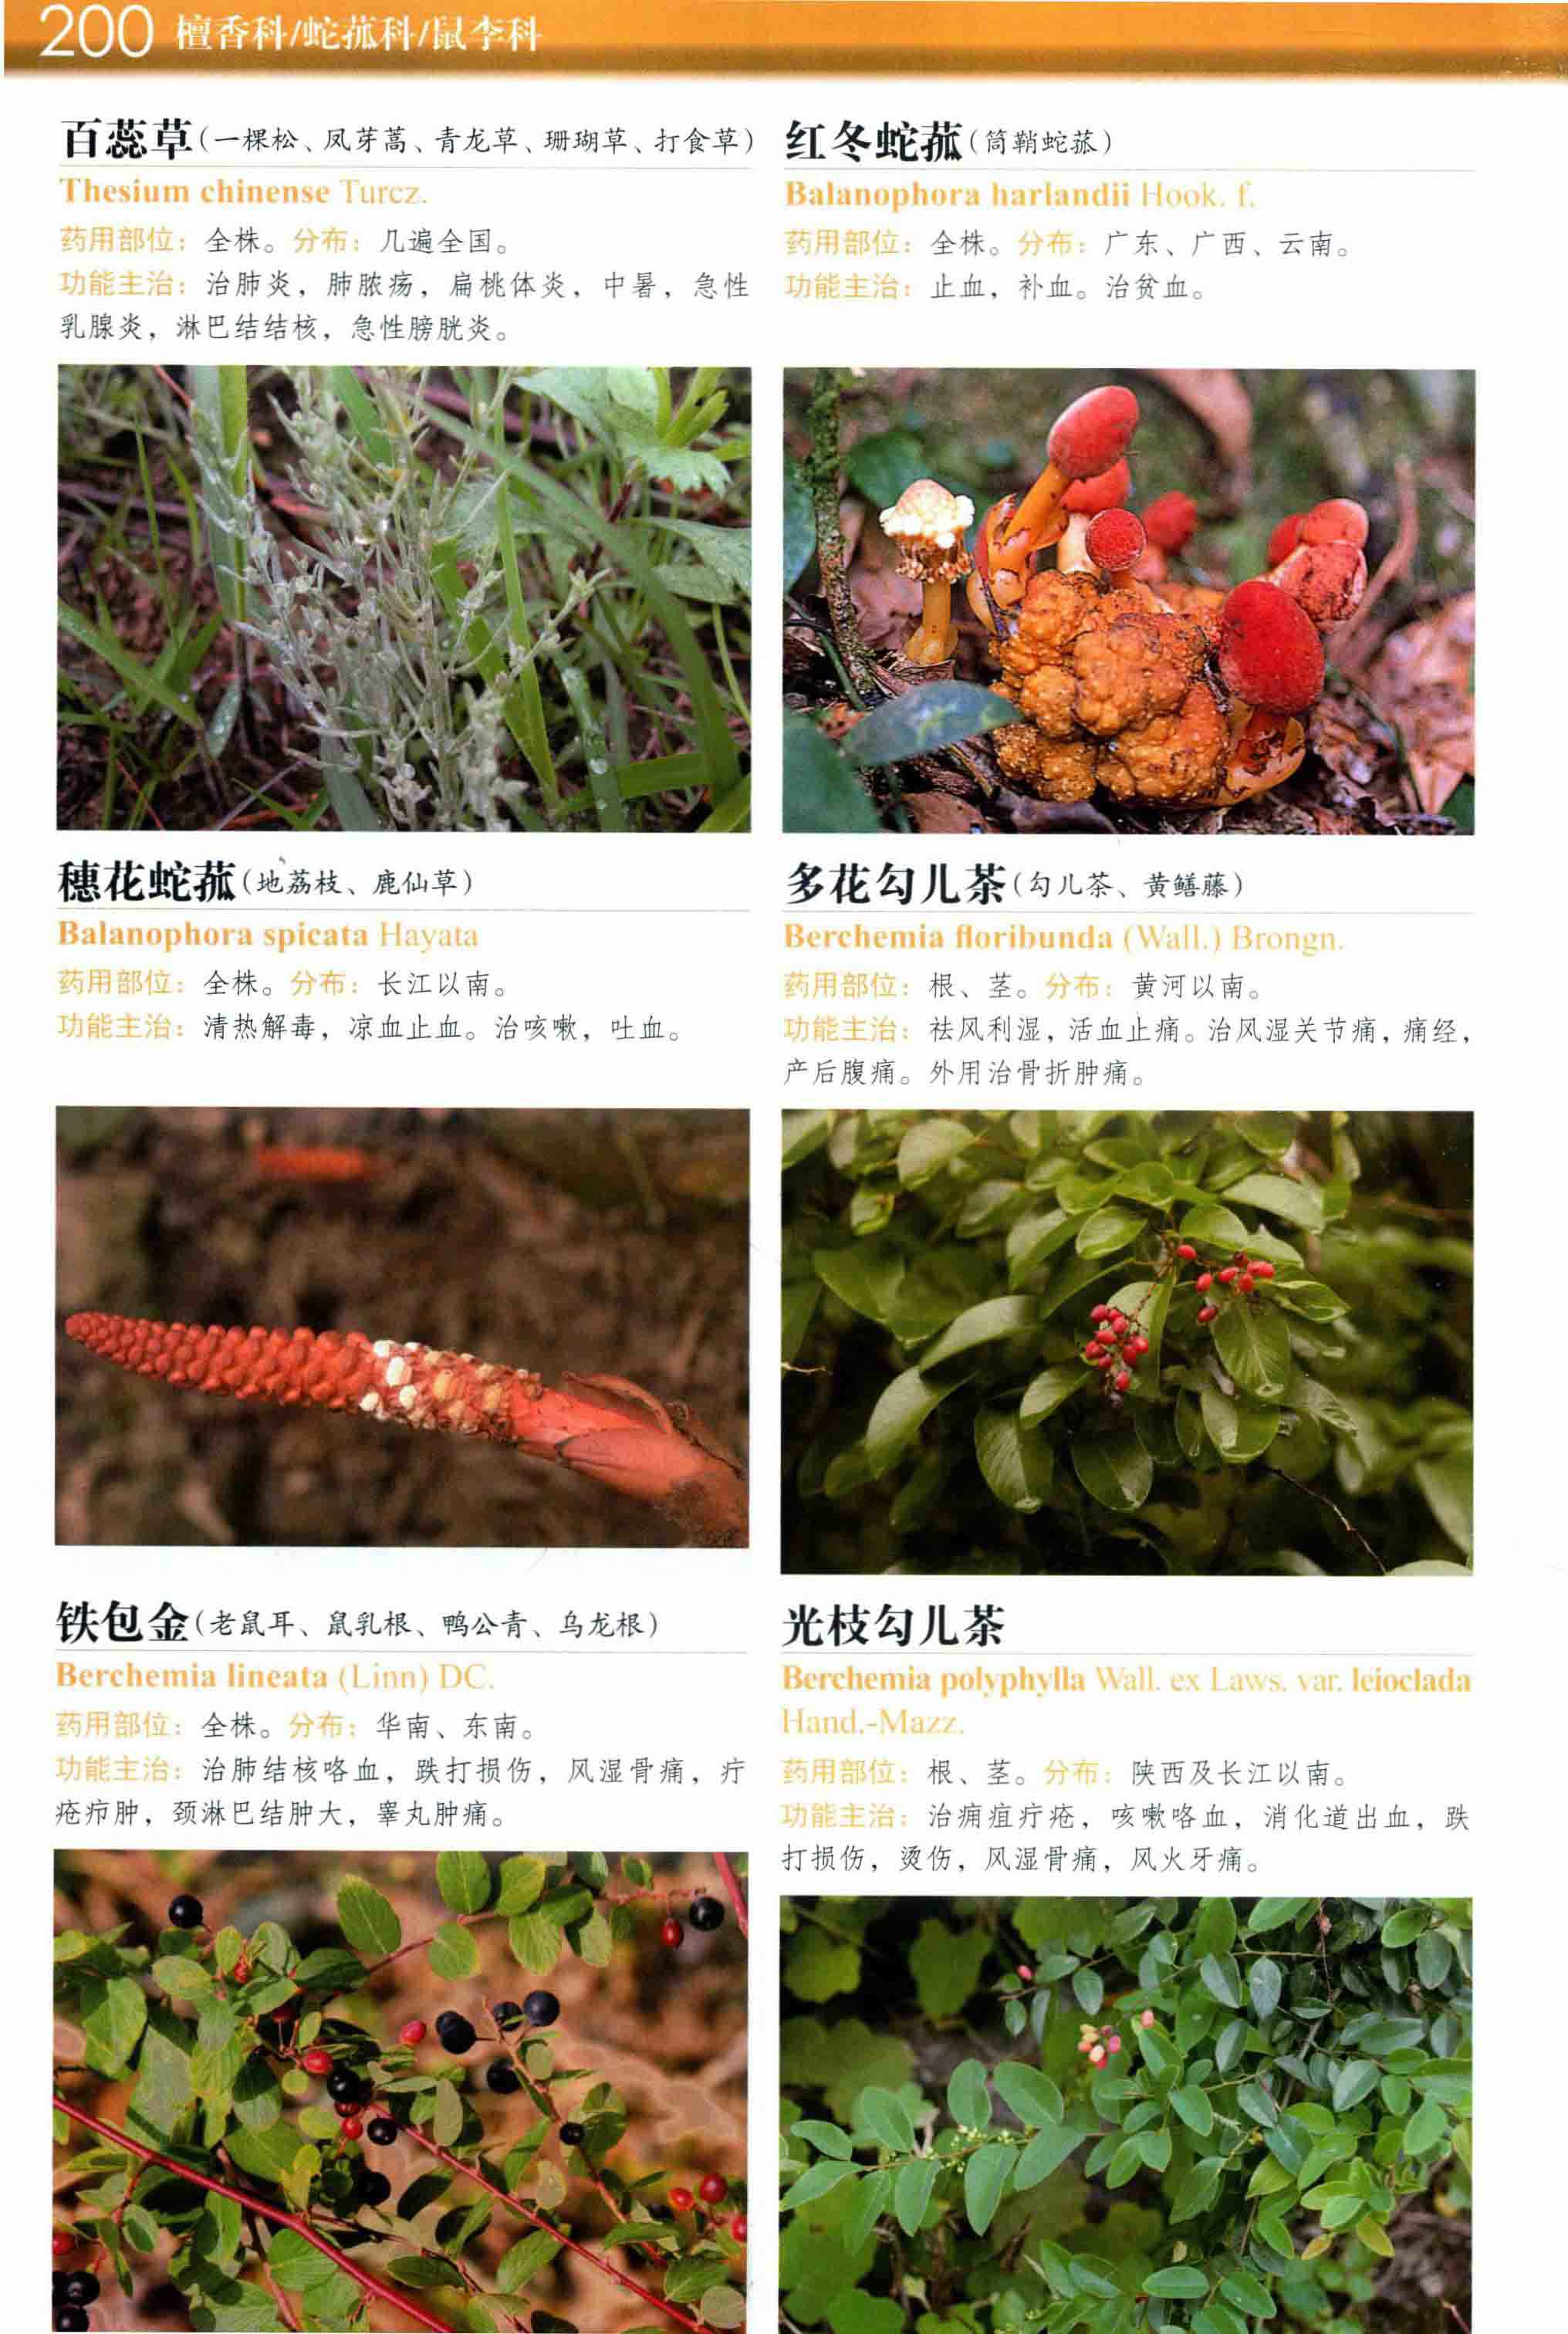 200 檀香科/蛇菰科/鼠李科
百蕊草(一棵松、凤芽蒿、青龙草、珊瑚草、打食草)
Thesium chinense Turcz.
药用部位：全株。分布：几遍全国。
功能主治：治肺炎，肺脓疡，扁桃体炎，中暑，急性
乳腺炎，淋巴结结核，急性膀胱炎。
红冬蛇菰(筒鞘蛇菰)
Balanophora harlandii Hook. f.
药用部位：全株。分布：广东、广西、云南。
功能主治：止血，补血。治贫血。
穗花蛇菰(地荔枝、鹿仙草)
Balanophora spicata Hayata
药用部位：全株。分布：长江以南。
功能主治：清热解毒，凉血止血。治咳嗽，吐血。
多花勾儿茶(勾儿茶、黄鳝藤)
Berchemia floribunda (Wall.) Brongn.
药用部位：根、茎。分布：黄河以南。
功能主治：祛风利湿，活血止痛。治风湿关节痛，痛经，
产后腹痛。外用治骨折肿痛。
铁包金(老鼠耳、鼠乳根、鸭公青、乌龙根)
Berchemia lineata (Linn) DC.
药用部位：全株。分布：华南、东南。
功能主治：治肺结核咯血，跌打损伤，风湿骨痛，疔
疮疖肿，颈淋巴结肿大，睾丸肿痛。
光枝勾儿茶
Berchemia polyphylla Wall. ex Laws. var. leioclada
Hand.-Mazz.
药用部位：根、茎。分布：陕西及长江以南。
功能主治：治痈疽疔疮，咳嗽咯血，消化道出血，跌
打损伤，烫伤，风湿骨痛，风火牙痛。